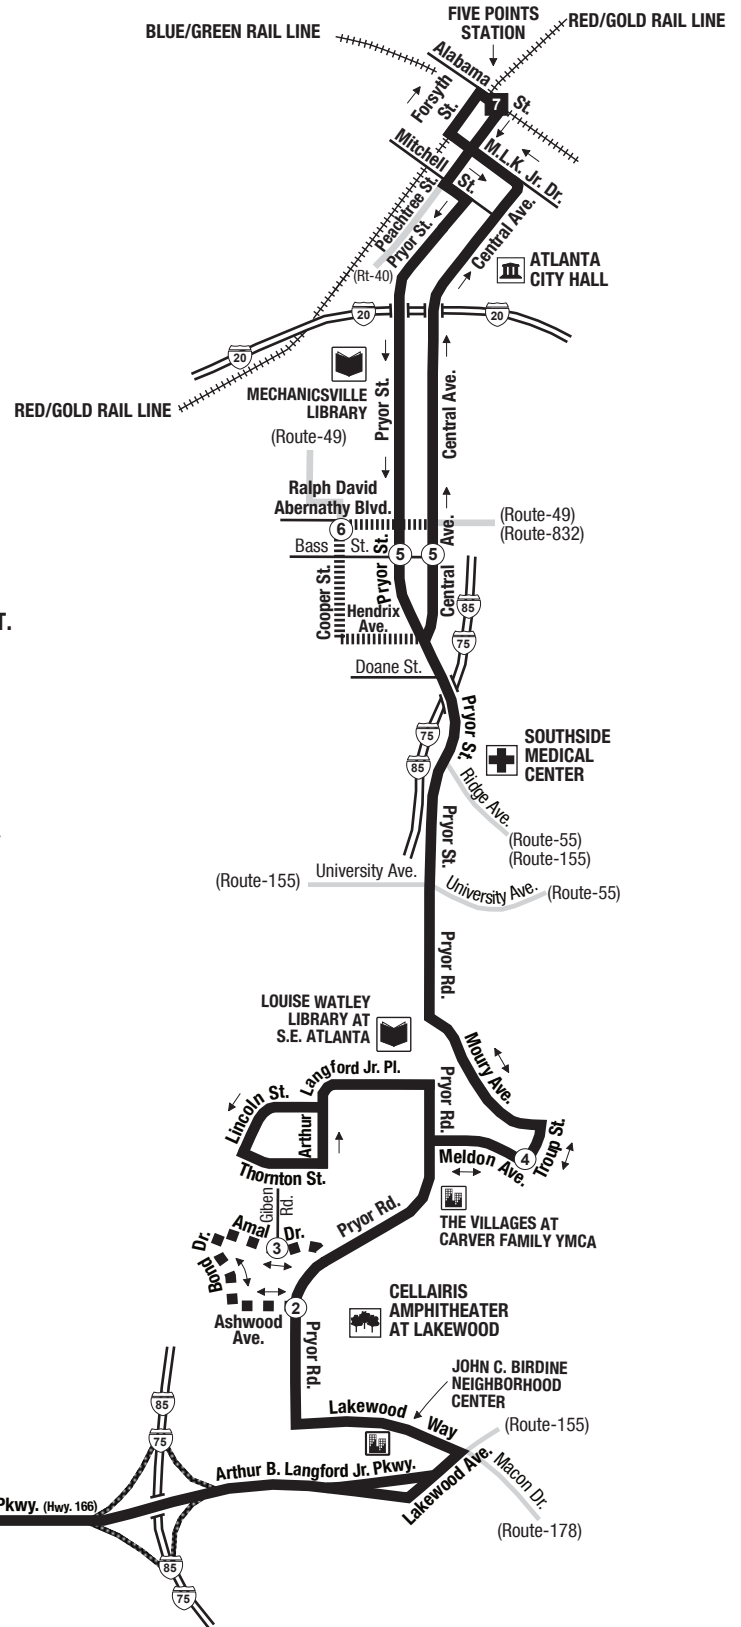 FIVE POINTS
STATION
RED/GOLD RAIL LINE
BLUE/GREEN RAIL LINE
Alabama
St.
7
Forsyth
St.
M.L.K. Jr. Dr.
Mitchell
St.
Peachtree St.
Pryor St.
(Rt-40)
Central Ave.
ATLANTA
CITY HALL
20
20
20
MECHANICSVILLE
LIBRARY
RED/GOLD RAIL LINE
Pryor St.
Central Ave.
(Route-49)
Ralph David
Abernathy Blvd.
6
(Route-49)
(Route-832)
Bass St.
5
5
Pryor St.
Central Ave.
Cooper St.
Hendrix
Ave.
85
75
T.
Doane St.
Pryor St.
75
85
SOUTHSIDE
MEDICAL
CENTER
Ridge Ave.
Pryor St.
(Route-55)
(Route-155)
University Ave.
(Route-155)
University Ave.
(Route-55)
Pryor Rd.
LOUISE WATLEY
LIBRARY AT
S.E. ATLANTA
Moury Ave.
Langford Jr. Pl.
Pryor Rd.
Lincoln St.
Arthur
Thornton St.
Troup St.
4
Meldon Ave.
Giben
Rd.
Pryor Rd.
THE VILLAGES AT
CARVER FAMILY YMCA
Amal Dr.
3
Bond Dr.
2
Ashwood
Ave.
CELLAIRIS
AMPHITHEATER
AT LAKEWOOD
Pryor Rd.
JOHN C. BIRDINE
NEIGHBORHOOD
CENTER
Lakewood Way
(Route-155)
85
75
Arthur B. Langford Jr. Pkwy.
Lakewood Ave.
Macon Dr.
Pkwy. (Hwy. 166)
(Route-178)
85
75